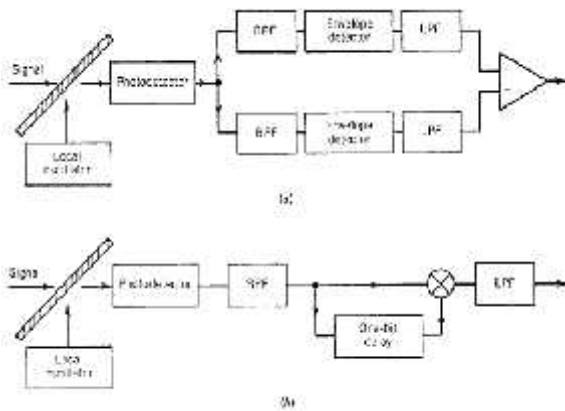 BPF
Envelope
detector
LPF
Signal
Photodetector
BPF
Envelope
detector
LPF
Local
oscillator
(a)
Signal
Photodetector
BPF
LPF
One-bit
delay
Local
oscillator
(b)